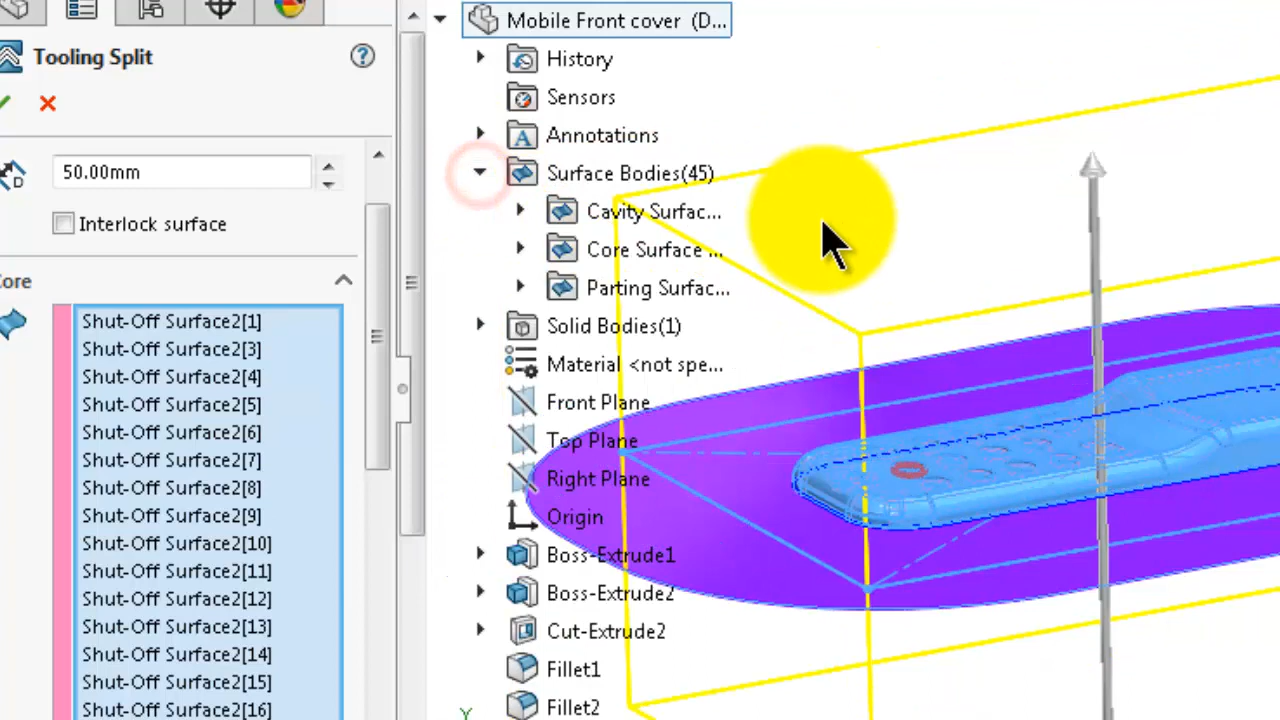 Tooling Split
50.00mm
D
Interlock surface
Core
Shut-Off Surface2[1]
Shut-Off Surface2[3]
Shut-Off Surface2[4]
Shut-Off Surface2[5]
Shut-Off Surface2[6]
Shut-Off Surface2[7]
Shut-Off Surface2[8]
Shut-Off Surface2[9]
Shut-Off Surface2[10]
Shut-Off Surface2[11]
Shut-Off Surface2[12]
Shut-Off Surface2[13]
Shut-Off Surface2[14]
Shut-Off Surface2[15]
Shut-Off Surface2[16]
Mobile Front cover (D...
History
Sensors
Annotations
Surface Bodies(45)
Cavity Surfac...
Core Surface ...
Parting Surfac...
Solid Bodies(1)
Material <not spe...
Front Plane
Top Plane
Right Plane
Origin
Boss-Extrude1
Boss-Extrude2
Cut-Extrude2
Fillet1
Fillet2
Y